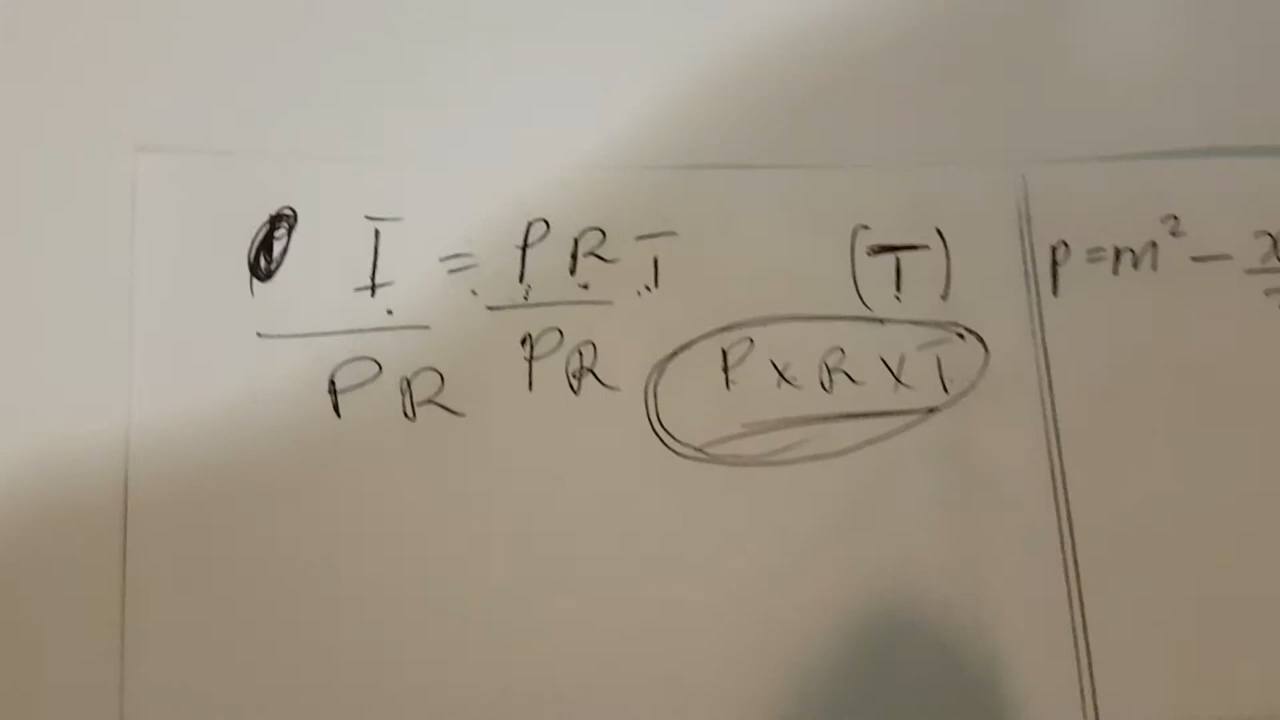 I = PRT (T)
PR PR P x R x T
p = m² -